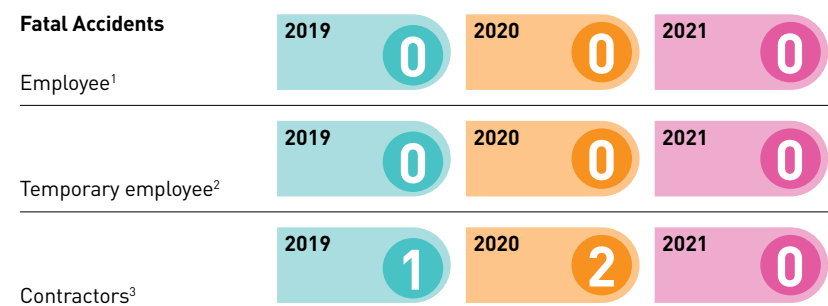 Fatal Accidents
2019 0 2020 0 2021 0
Employee¹
2019 0 2020 0 2021 0
Temporary employee²
2019 1 2020 2 2021 0
Contractors³